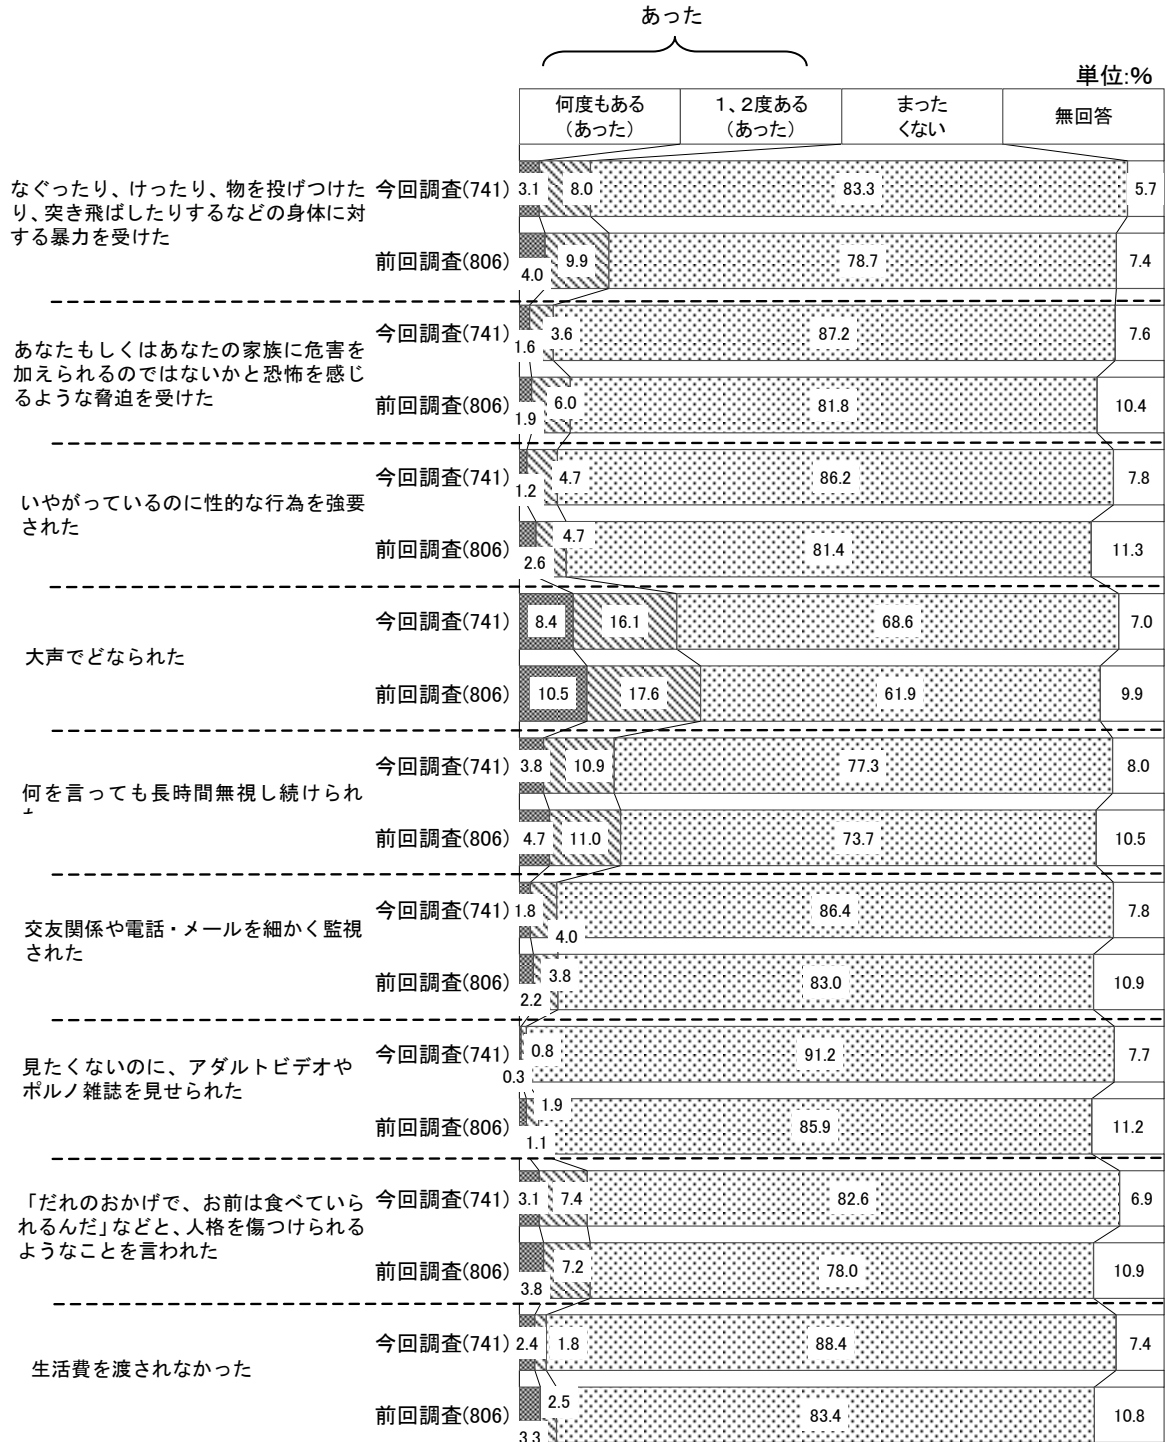 あった
単位:%
何度もある
（あった）
１、２度ある
（あった）
まった
くない
無回答
なぐったり、けったり、物を投げつけた
り、突き飛ばしたりするなどの身体に対
する暴力を受けた
今回調査(741)
3.1
8.0
83.3
5.7
前回調査(806)
4.0
9.9
78.7
7.4
あなたもしくはあなたの家族に危害を
加えられるのではないかと恐怖を感じ
るような脅迫を受けた
今回調査(741)
1.6
3.6
87.2
7.6
前回調査(806)
1.9
6.0
81.8
10.4
いやがっているのに性的な行為を強要
された
今回調査(741)
1.2
4.7
86.2
7.8
前回調査(806)
2.6
4.7
81.4
11.3
大声でどなられた
今回調査(741)
8.4
16.1
68.6
7.0
前回調査(806)
10.5
17.6
61.9
9.9
何を言っても長時間無視し続けられ
今回調査(741)
3.8
10.9
77.3
8.0
前回調査(806)
4.7
11.0
73.7
10.5
交友関係や電話・メールを細かく監視
された
今回調査(741)
1.8
4.0
86.4
7.8
前回調査(806)
2.2
3.8
83.0
10.9
見たくないのに、アダルトビデオや
ポルノ雑誌を見せられた
今回調査(741)
0.3
0.8
91.2
7.7
前回調査(806)
1.1
1.9
85.9
11.2
「だれのおかげで、お前は食べていら
れるんだ」などと、人格を傷つけられる
ようなことを言われた
今回調査(741)
3.1
7.4
82.6
6.9
前回調査(806)
3.8
7.2
78.0
10.9
生活費を渡されなかった
今回調査(741)
2.4
1.8
88.4
7.4
前回調査(806)
3.3
2.5
83.4
10.8